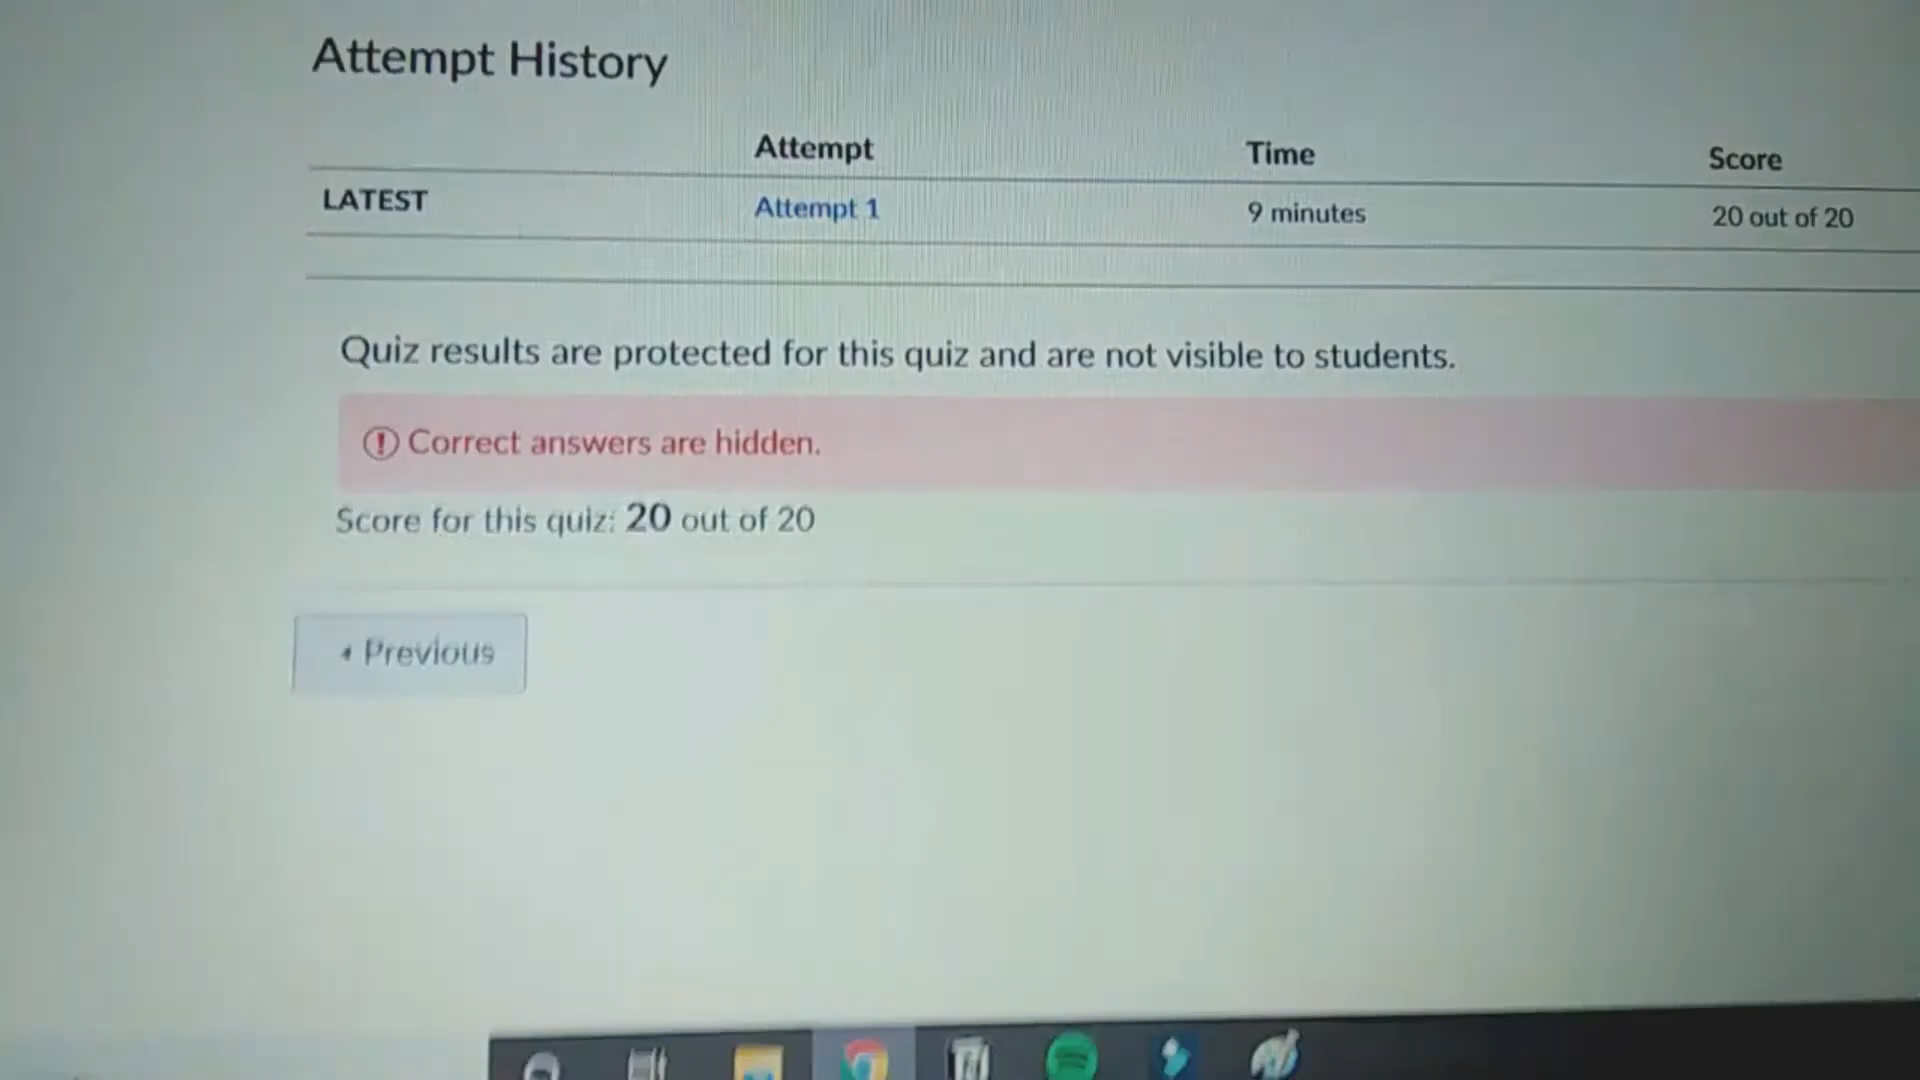 Attempt History
Attempt Time Score
LATEST Attempt 1 9 minutes 20 out of 20
Quiz results are protected for this quiz and are not visible to students.
Correct answers are hidden.
Score for this quiz: 20 out of 20
Previous